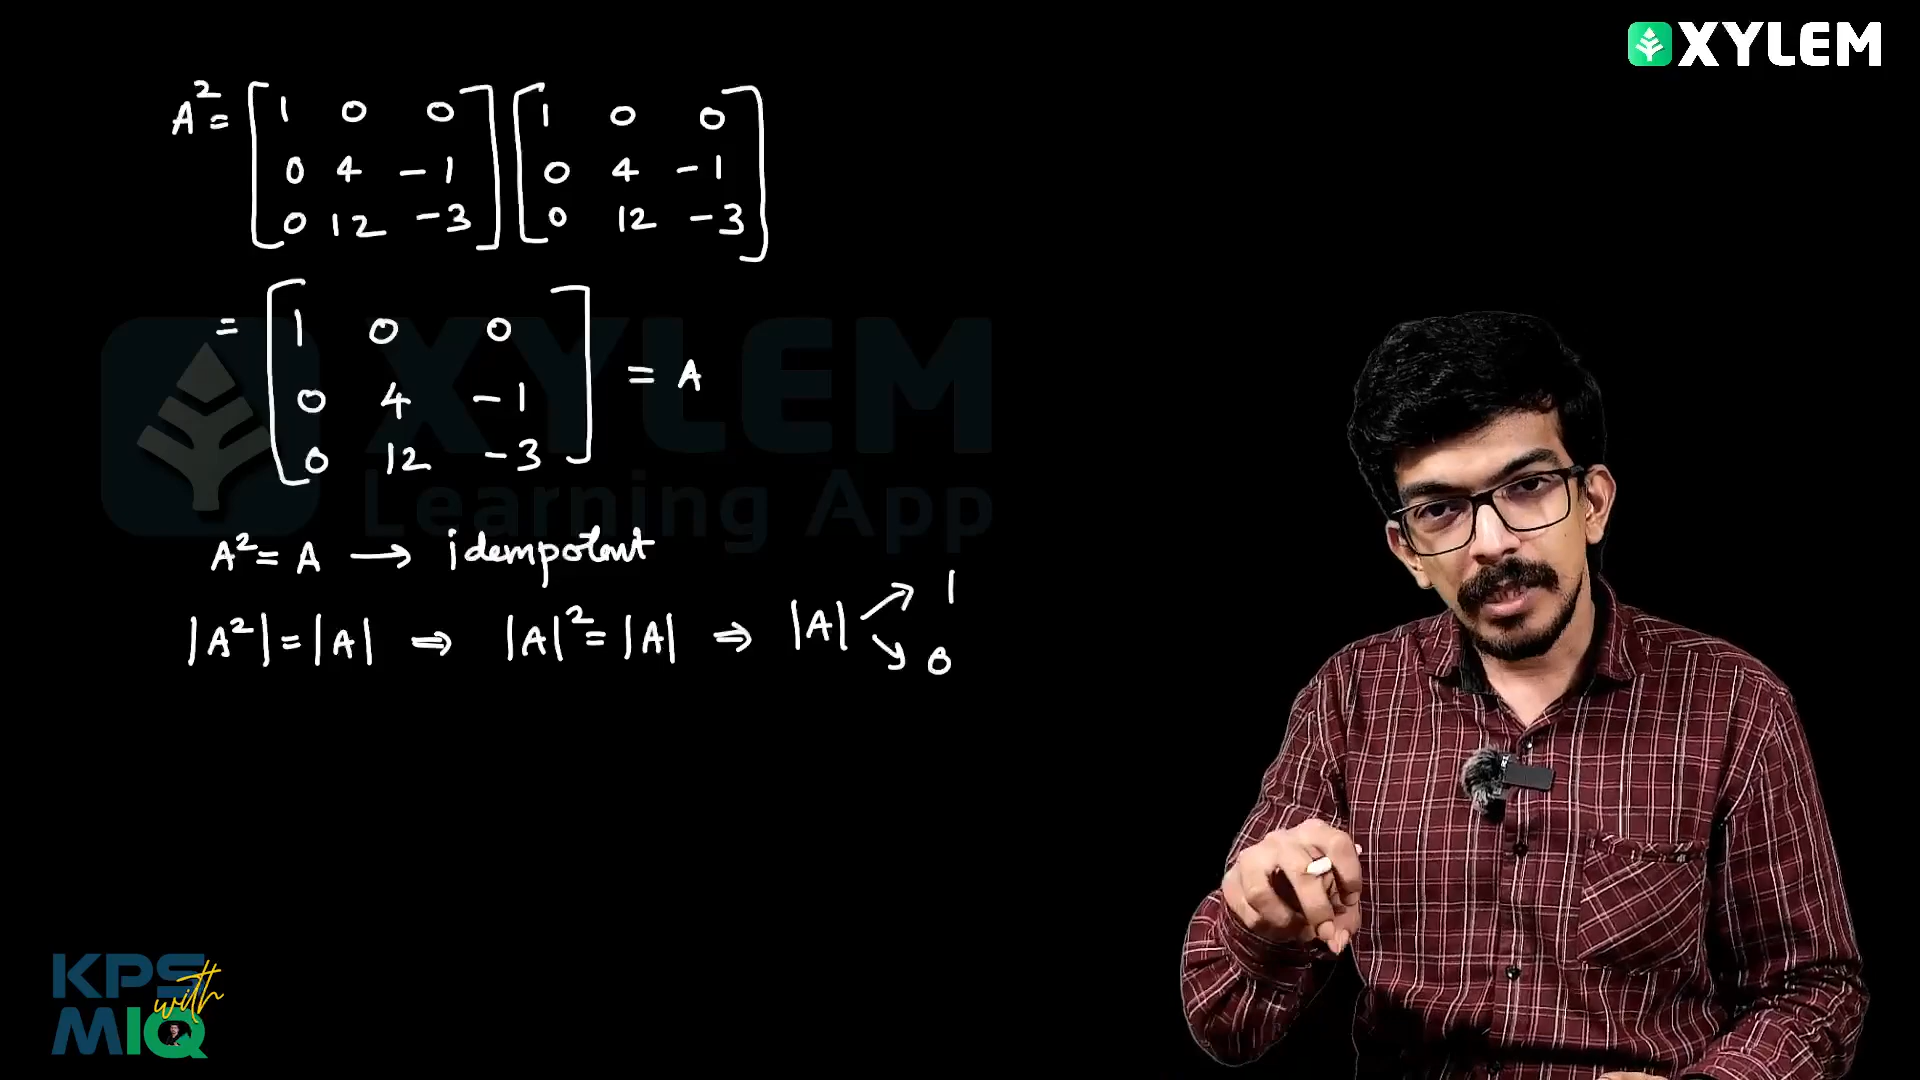 XYLEM
A²= [1 0 0] [1 0 0]
[0 4 -1] [0 4 -1]
[0 12 -3] [0 12 -3]
= [1 0 0]
[0 4 -1] = A
[0 12 -3]
XYLEM
Learning App
A²= A → idempotent
|A²|=|A| ⇒ |A|²=|A| ⇒ |A| ↗ 1
↘ 0
KPS
with
MIQ